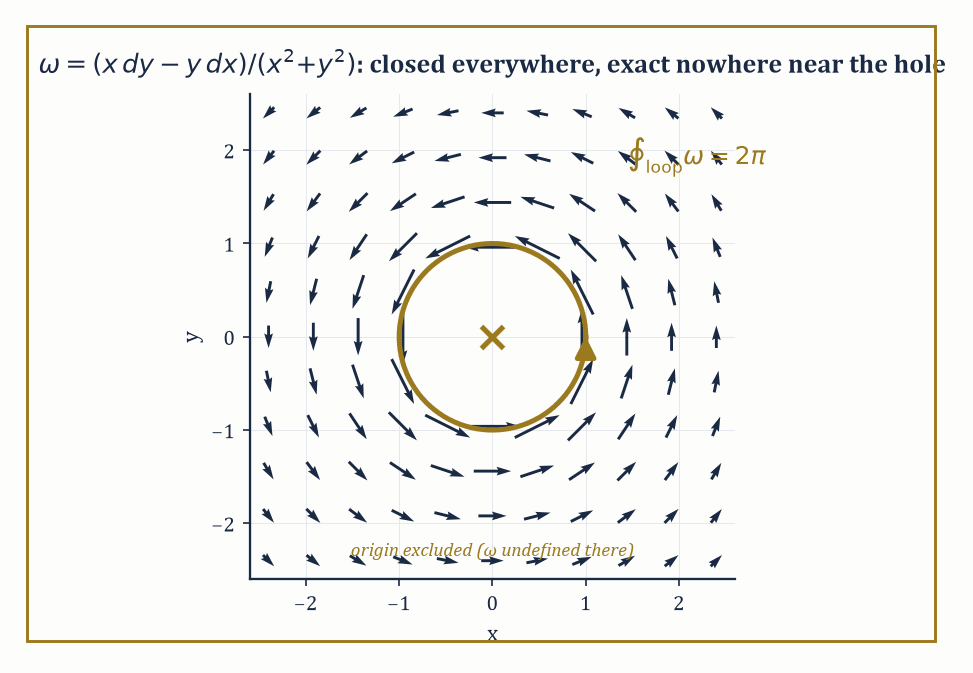 ω = (x dy − y dx)/(x²+y²): closed everywhere, exact nowhere near the hole
∮loop ω = 2π
2
1
0
−1
−2
y
origin excluded (ω undefined there)
−2 −1 0 1 2
x